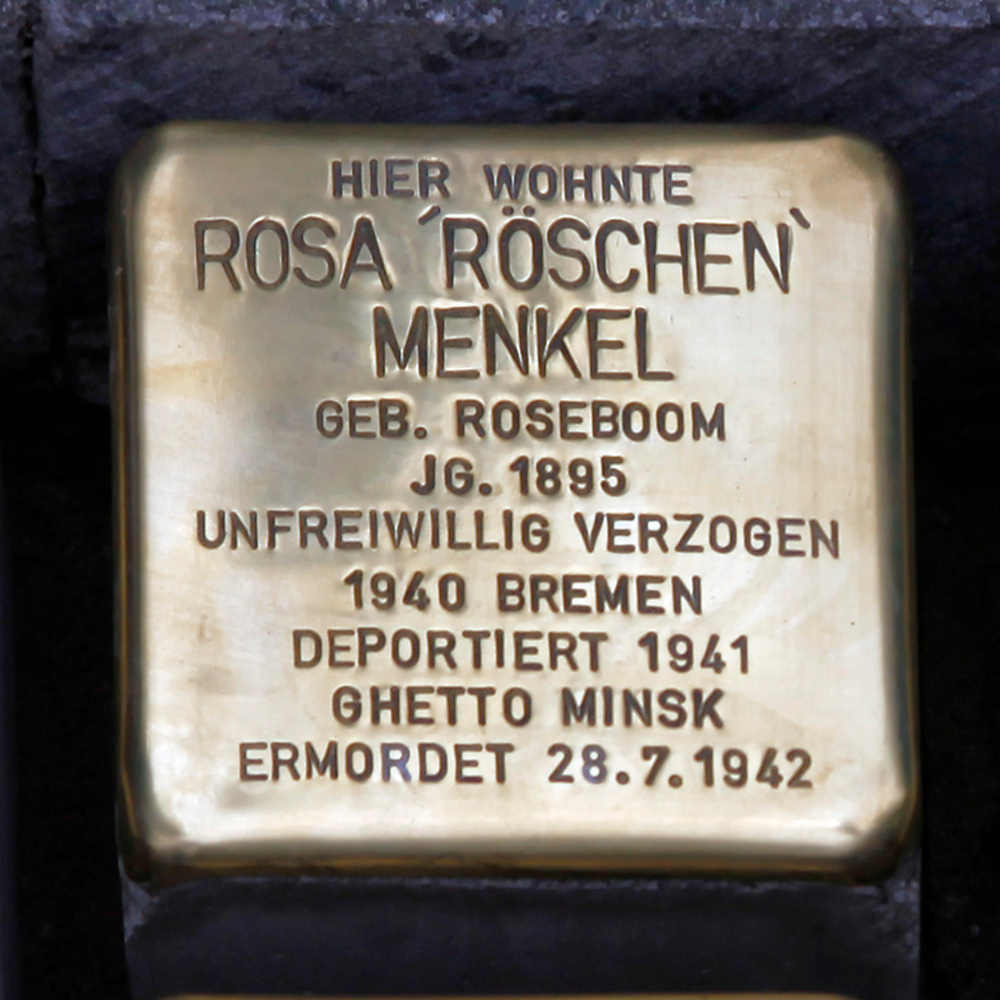 HIER WOHNTE
ROSA ´RÖSCHEN`
MENKEL
GEB. ROSEBOOM
JG. 1895
UNFREIWILLIG VERZOGEN
1940 BREMEN
DEPORTIERT 1941
GHETTO MINSK
ERMORDET 28.7.1942